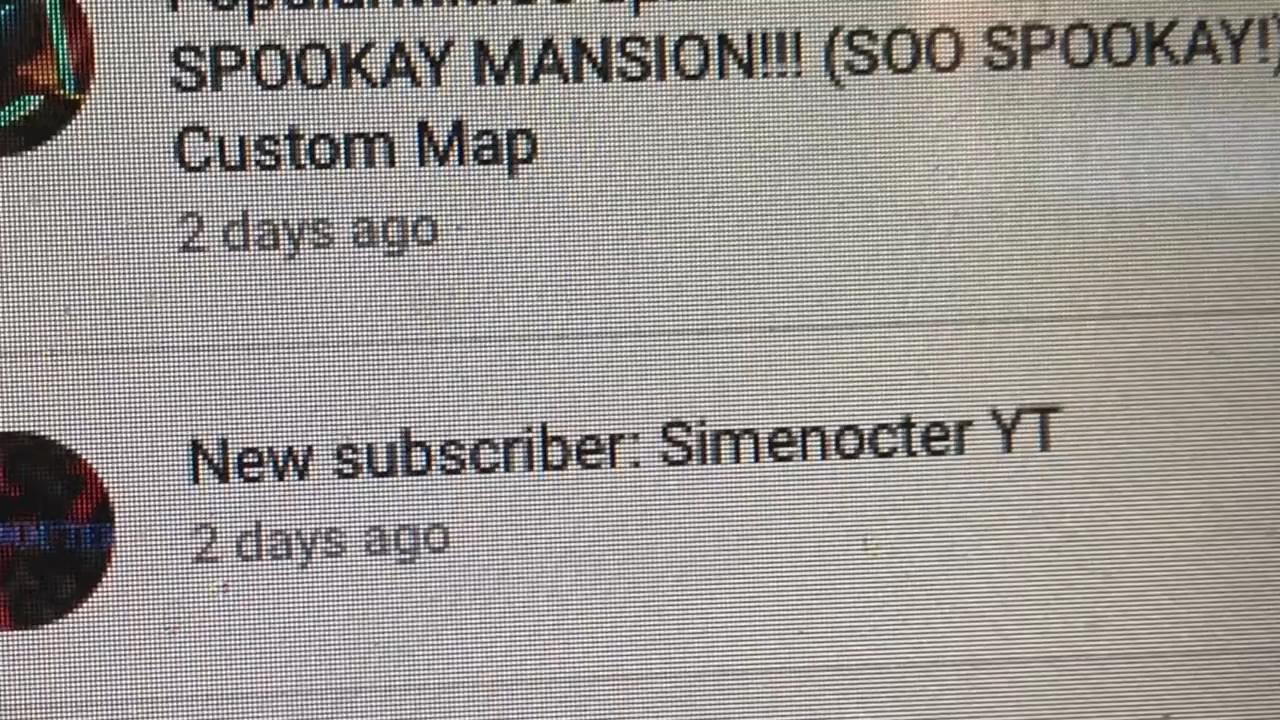 SPOOKAY MANSION!!! (SOO SPOOKAY!)
Custom Map
2 days ago
New subscriber: Simenocter YT
2 days ago